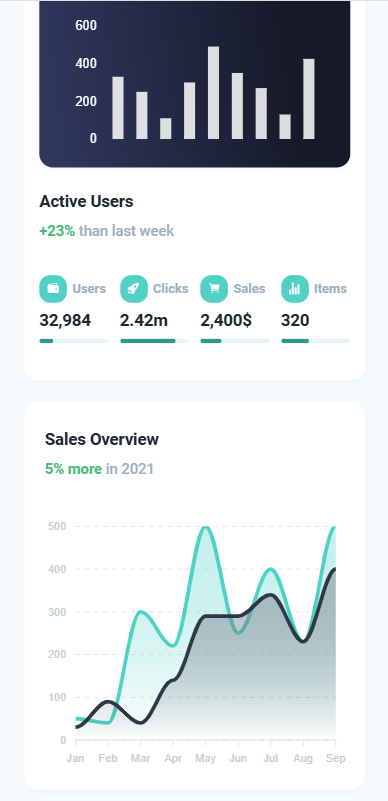 600
400
200
0
Active Users
+23% than last week
Users Clicks Sales Items
32,984 2.42m 2,400$ 320
Sales Overview
5% more in 2021
500
400
300
200
100
0
Jan Feb Mar Apr May Jun Jul Aug Sep